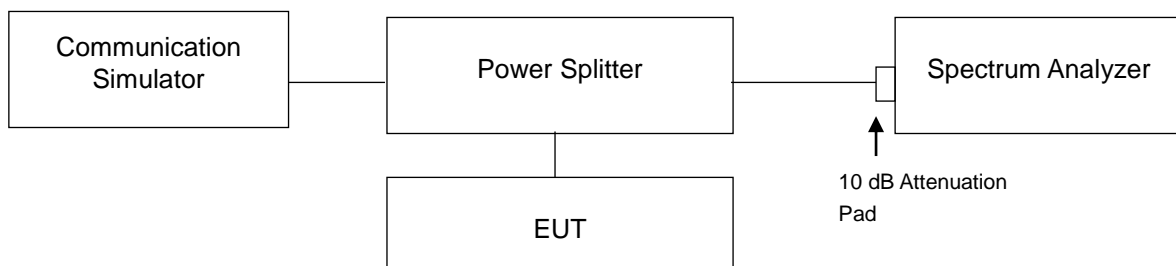 Communication
Simulator
Power Splitter
Spectrum Analyzer
10 dB Attenuation
Pad
EUT